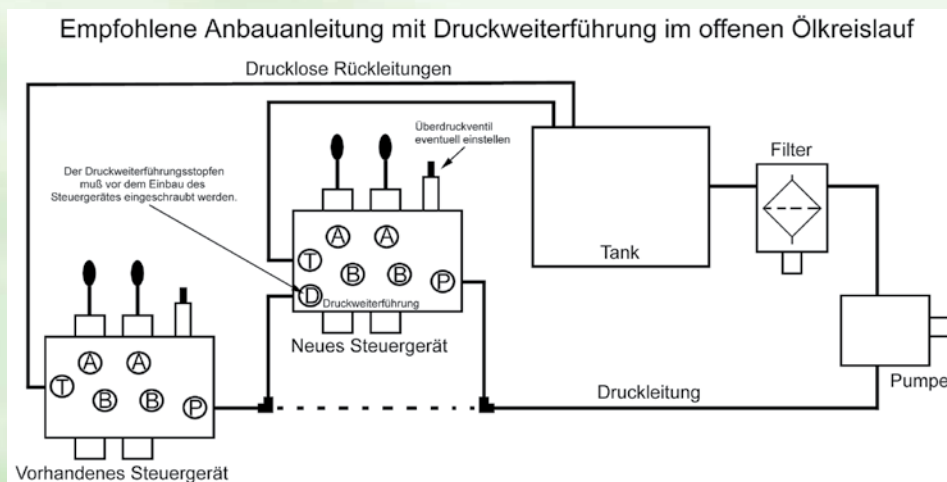 Empfohlene Anbauanleitung mit Druckweiterführung im offenen Ölkreislauf
Drucklose Rückleitungen
Überdruckventil
eventuell einstellen
Filter
Der Druckweiterführungsstopfen
muß vor dem Einbau des
Steuergerätes eingeschraubt werden.
A A
T
B B
P
D
Druckweiterführung
Tank
Neues Steuergerät
Pumpe
A A
T
B B
P
Druckleitung
Vorhandenes Steuergerät